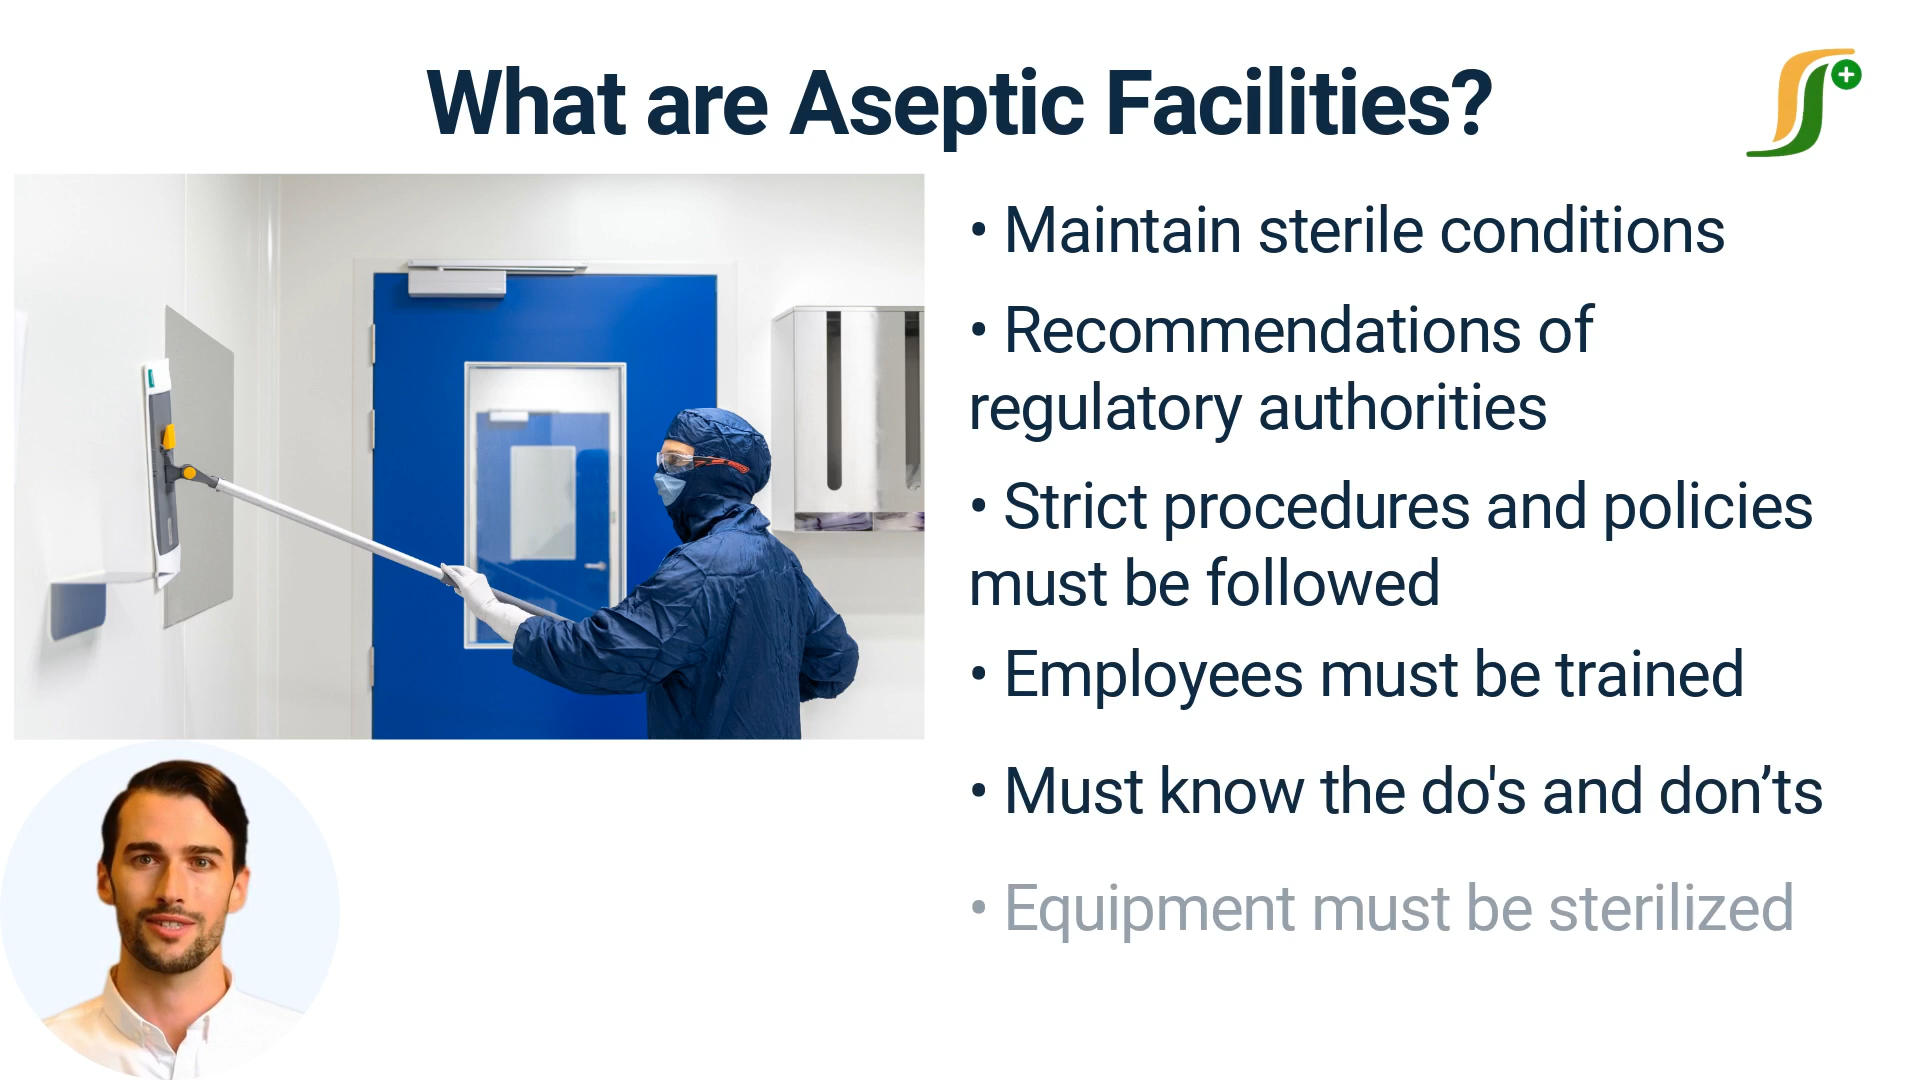 What are Aseptic Facilities?
• Maintain sterile conditions
• Recommendations of
regulatory authorities
• Strict procedures and policies
must be followed
• Employees must be trained
• Must know the do's and don’ts
• Equipment must be sterilized